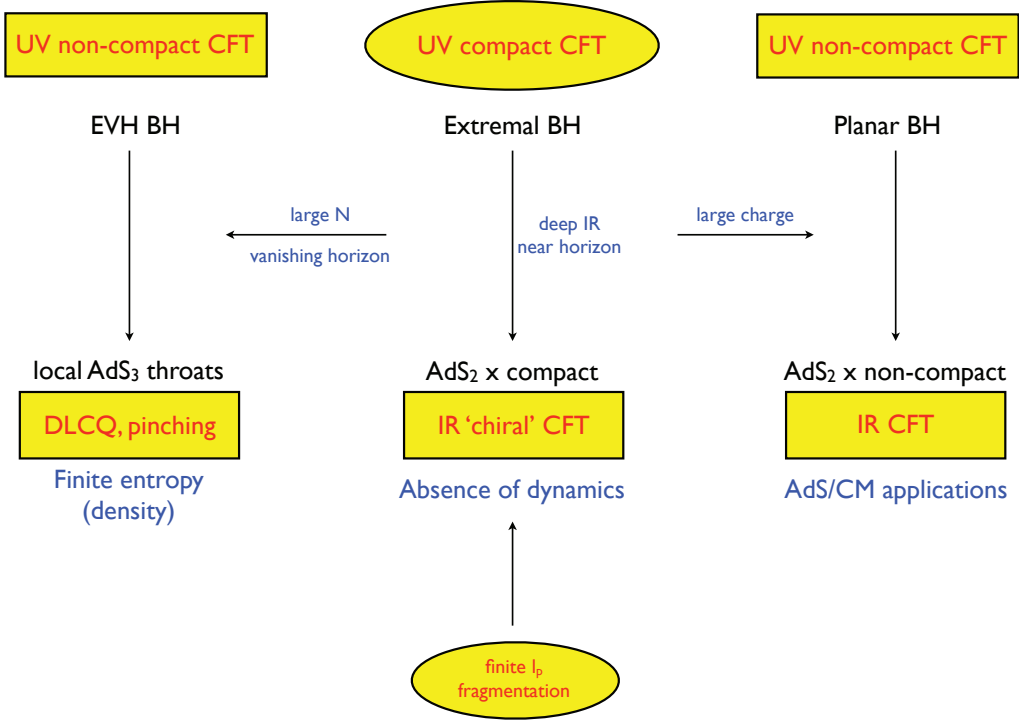 UV non-compact CFT
UV compact CFT
UV non-compact CFT
EVH BH
Extremal BH
Planar BH
large N
vanishing horizon
deep IR
near horizon
large charge
local AdS₃ throats
AdS₂ x compact
AdS₂ x non-compact
DLCQ, pinching
IR ‘chiral’ CFT
IR CFT
Finite entropy
(density)
Absence of dynamics
AdS/CM applications
finite lₚ
fragmentation